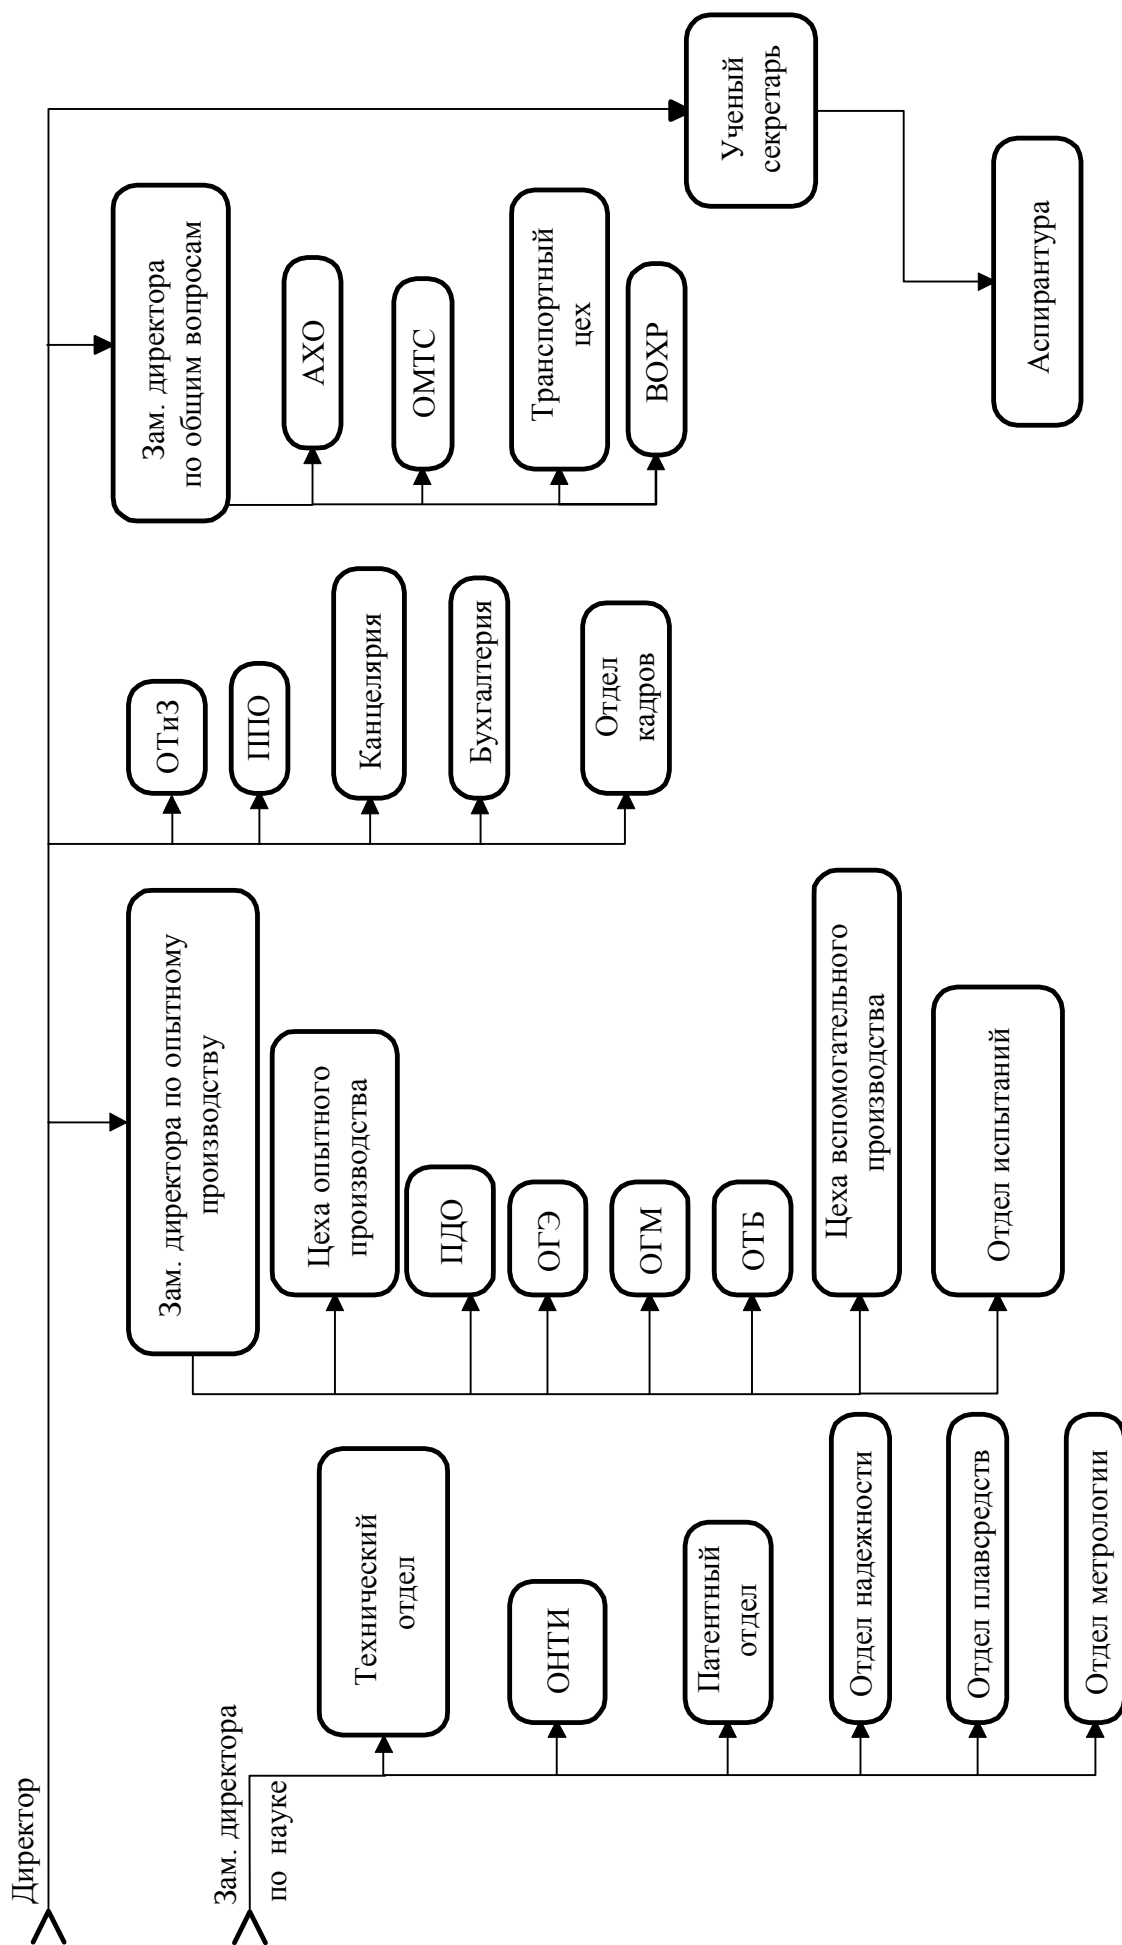 Директор
Зам. директора
по науке
Технический
отдел
ОНТИ
Патентный
отдел
Отдел надежности
Отдел плавсредств
Отдел метрологии
Зам. директора по опытному
производству
Цеха опытного
производства
ПДО
ОГЭ
ОГМ
ОТБ
Цеха вспомогательного
производства
Отдел испытаний
ОТиЗ
ППО
Канцелярия
Бухгалтерия
Отдел
кадров
Зам. директора
по общим вопросам
АХО
ОМТС
Транспортный
цех
ВОХР
Ученый
секретарь
Аспирантура